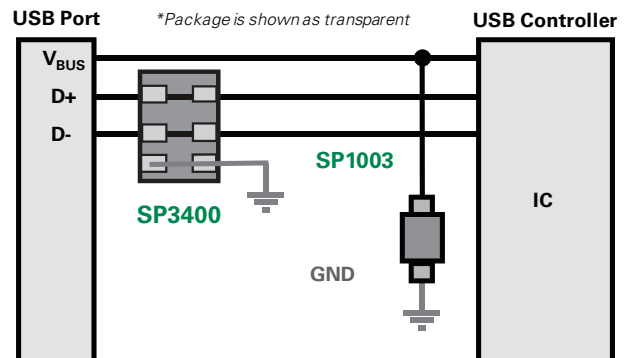 USB Port
*Package is shown as transparent
USB Controller
VBUS
D+
D-
SP1003
SP3400
IC
GND